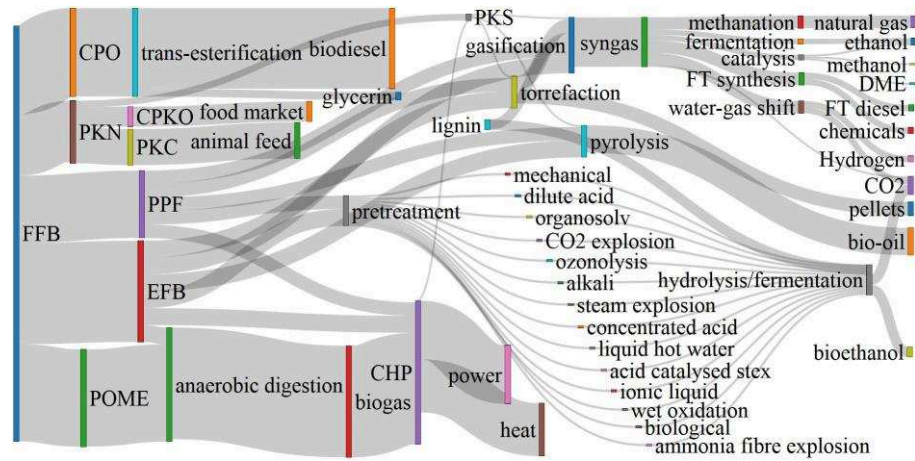 PKS
methanation
natural gas
CPO
trans-esterification
biodiesel
gasification
syngas
fermentation
ethanol
catalysis
methanol
FT synthesis
DME
glycerin
torrefaction
water-gas shift
FT diesel
PKN
CPKO
food market
lignin
chemicals
PKC
animal feed
pyrolysis
Hydrogen
mechanical
CO2
PPF
dilute acid
pellets
pretreatment
organosolv
FFB
CO2 explosion
bio-oil
ozonolysis
EFB
alkali
hydrolysis/fermentation
steam explosion
concentrated acid
liquid hot water
bioethanol
POME
anaerobic digestion
CHP
power
acid catalysed stex
biogas
ionic liquid
wet oxidation
heat
biological
ammonia fibre explosion